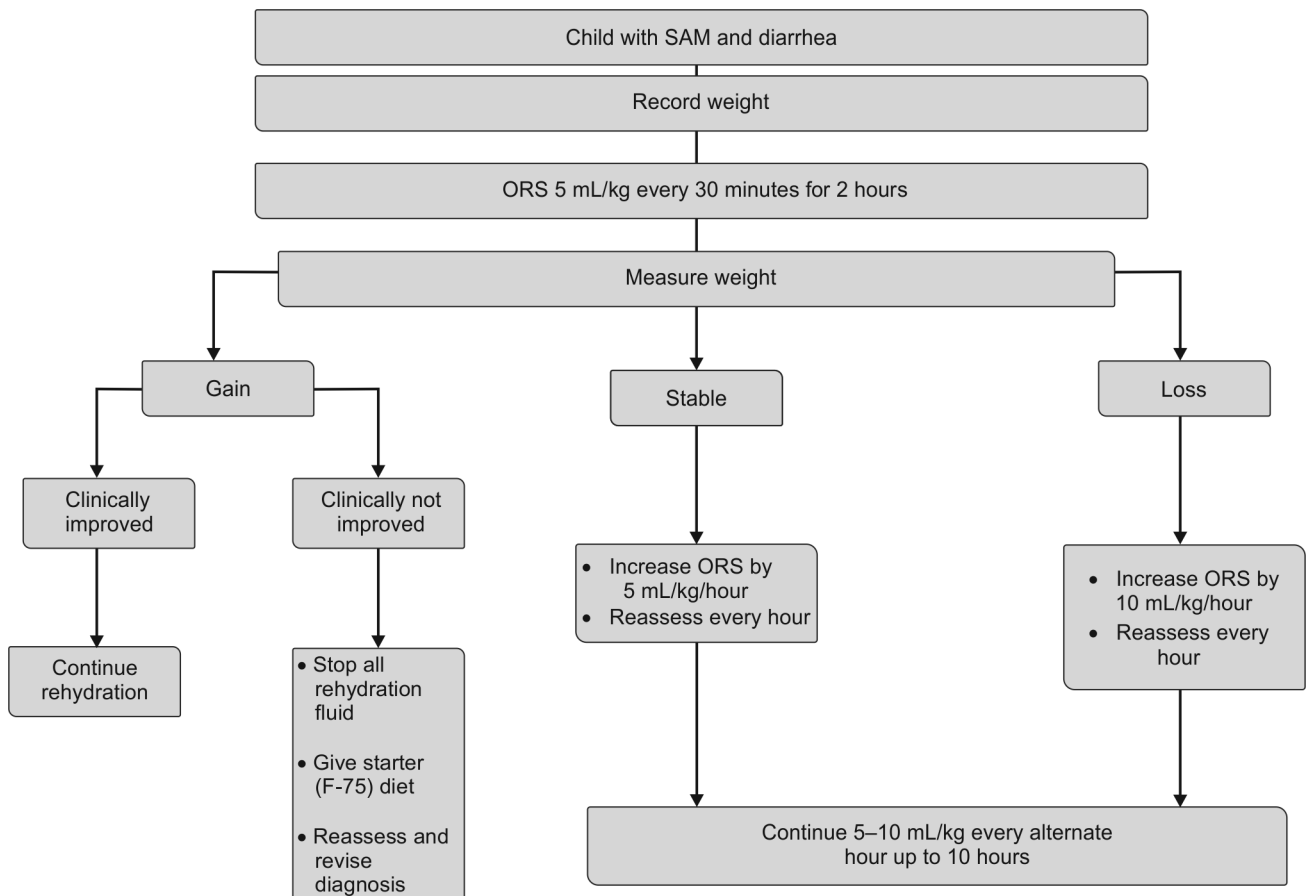 Child with SAM and diarrhea
Record weight
ORS 5 mL/kg every 30 minutes for 2 hours
Measure weight
Gain
Stable
Loss
Clinically
improved
Clinically not
improved
• Increase ORS by
5 mL/kg/hour
• Reassess every hour
• Increase ORS by
10 mL/kg/hour
• Reassess every
hour
Continue
rehydration
• Stop all
rehydration
fluid
• Give starter
(F-75) diet
• Reassess and
revise
diagnosis
Continue 5–10 mL/kg every alternate
hour up to 10 hours